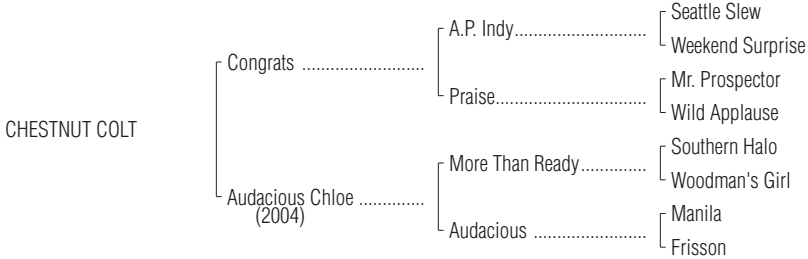 Seattle Slew
A.P. Indy..............................
Weekend Surprise
Congrats ...........................
Mr. Prospector
Praise..................................
Wild Applause
CHESTNUT COLT
Southern Halo
More Than Ready...............
Woodman's Girl
Audacious Chloe ..............
(2004)
Manila
Audacious .........................
Frisson